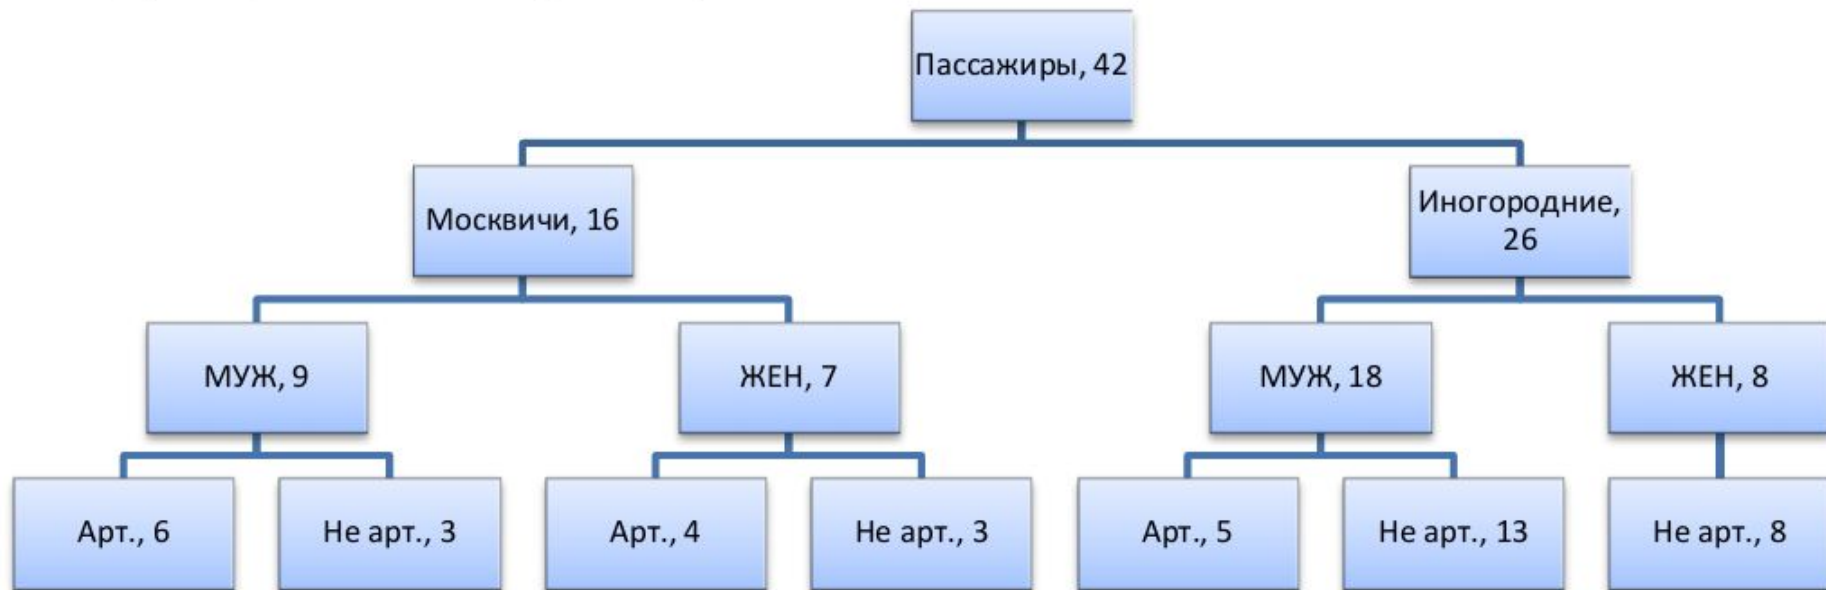 Пассажиры, 42
Москвичи, 16
Иногородние,
26
МУЖ, 9
ЖЕН, 7
МУЖ, 18
ЖЕН, 8
Арт., 6
Не арт., 3
Арт., 4
Не арт., 3
Арт., 5
Не арт., 13
Не арт., 8